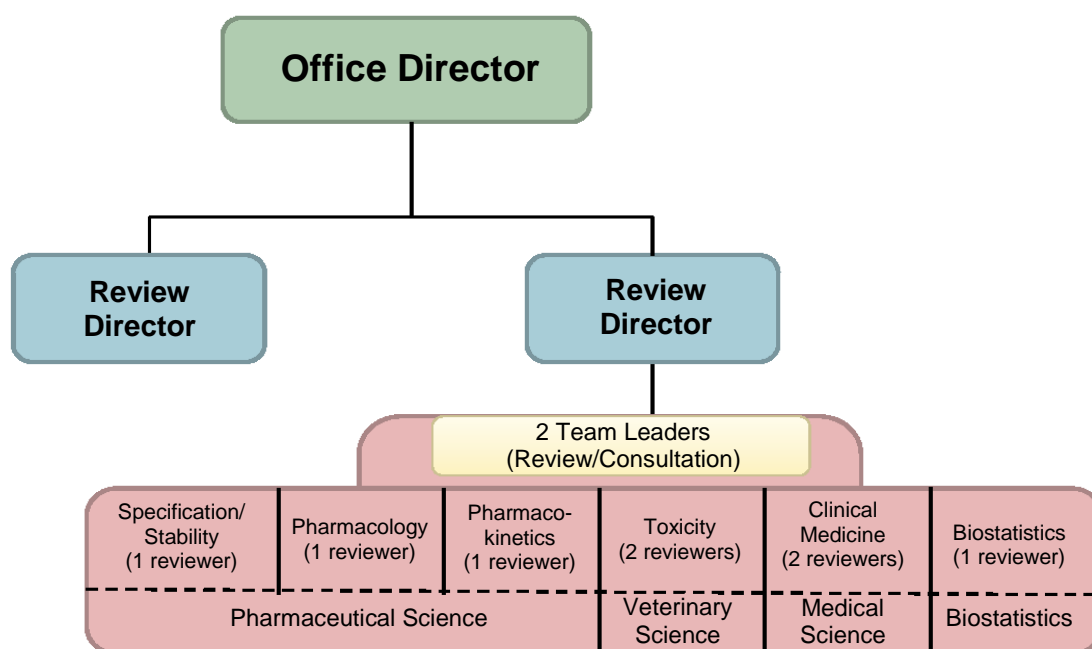 Office Director
Review
Director
Review
Director
2 Team Leaders
(Review/Consultation)
Specification/
Stability
(1 reviewer)
Pharmacology
(1 reviewer)
Pharmaco-
kinetics
(1 reviewer)
Toxicity
(2 reviewers)
Clinical
Medicine
(2 reviewers)
Biostatistics
(1 reviewer)
Pharmaceutical Science
Veterinary
Science
Medical
Science
Biostatistics